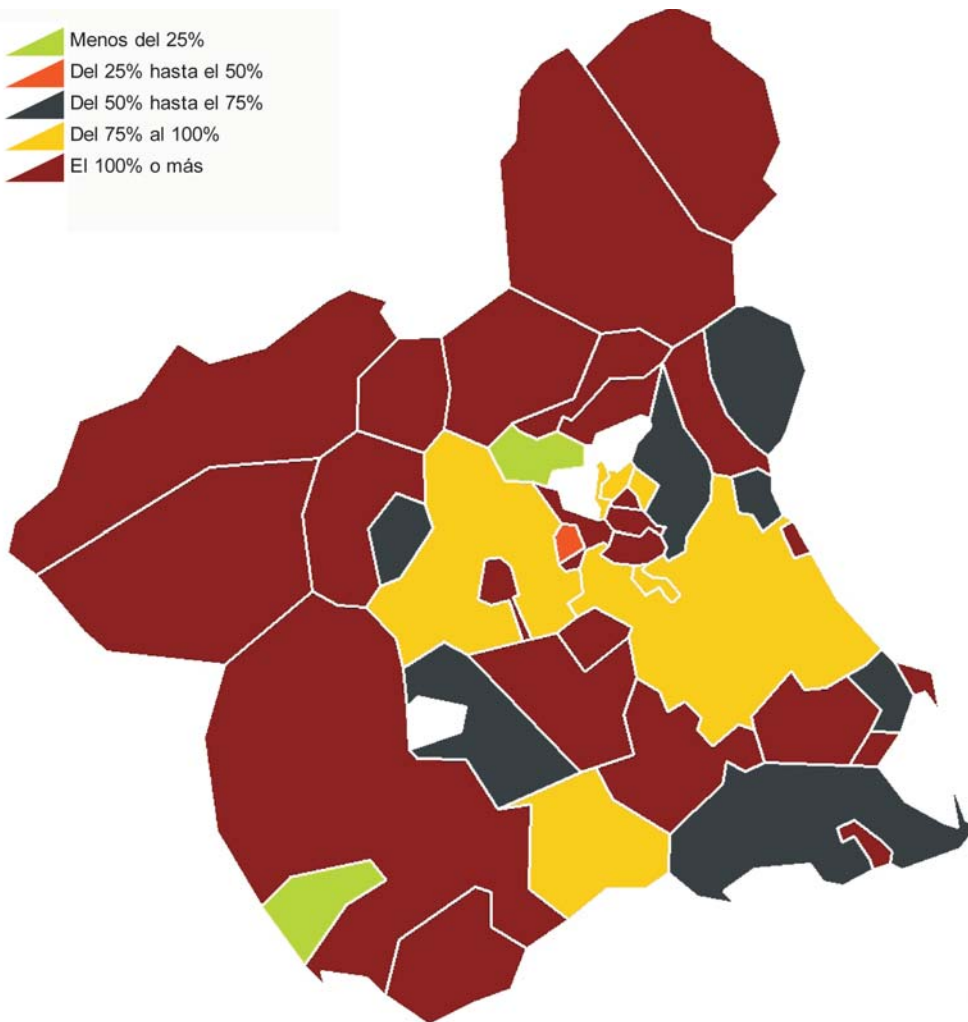 Menos del 25%
Del 25% hasta el 50%
Del 50% hasta el 75%
Del 75% al 100%
El 100% o más